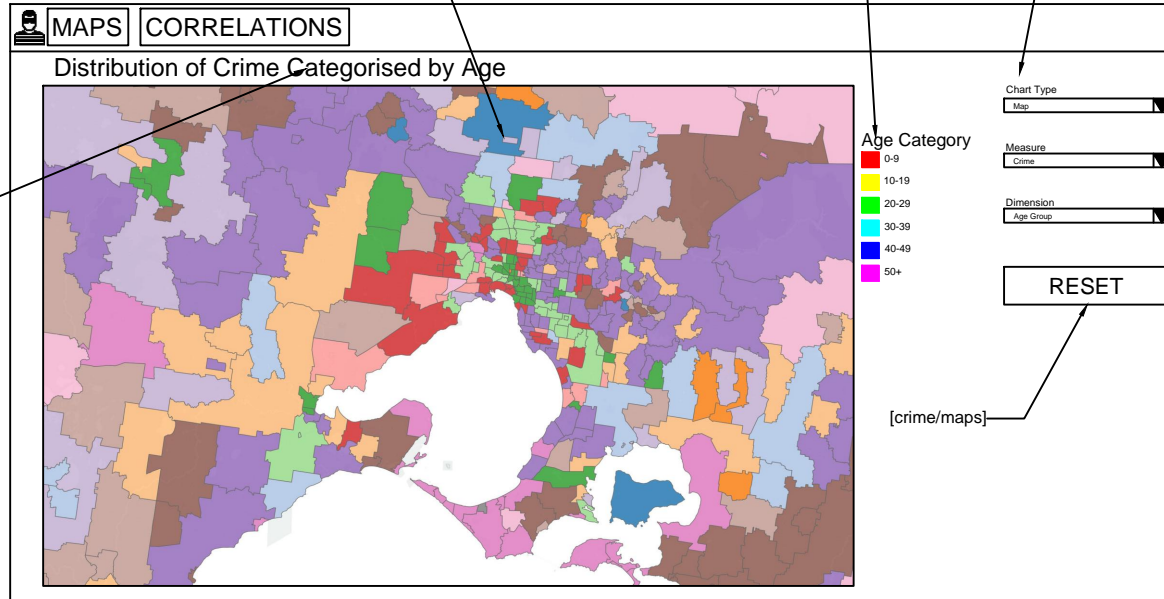 MAPS CORRELATIONS
Distribution of Crime Categorised by Age
Age Category
0-9
10-19
20-29
30-39
40-49
50+
Chart Type
Map
Measure
Crime
Dimension
Age Group
RESET
[crime/maps]